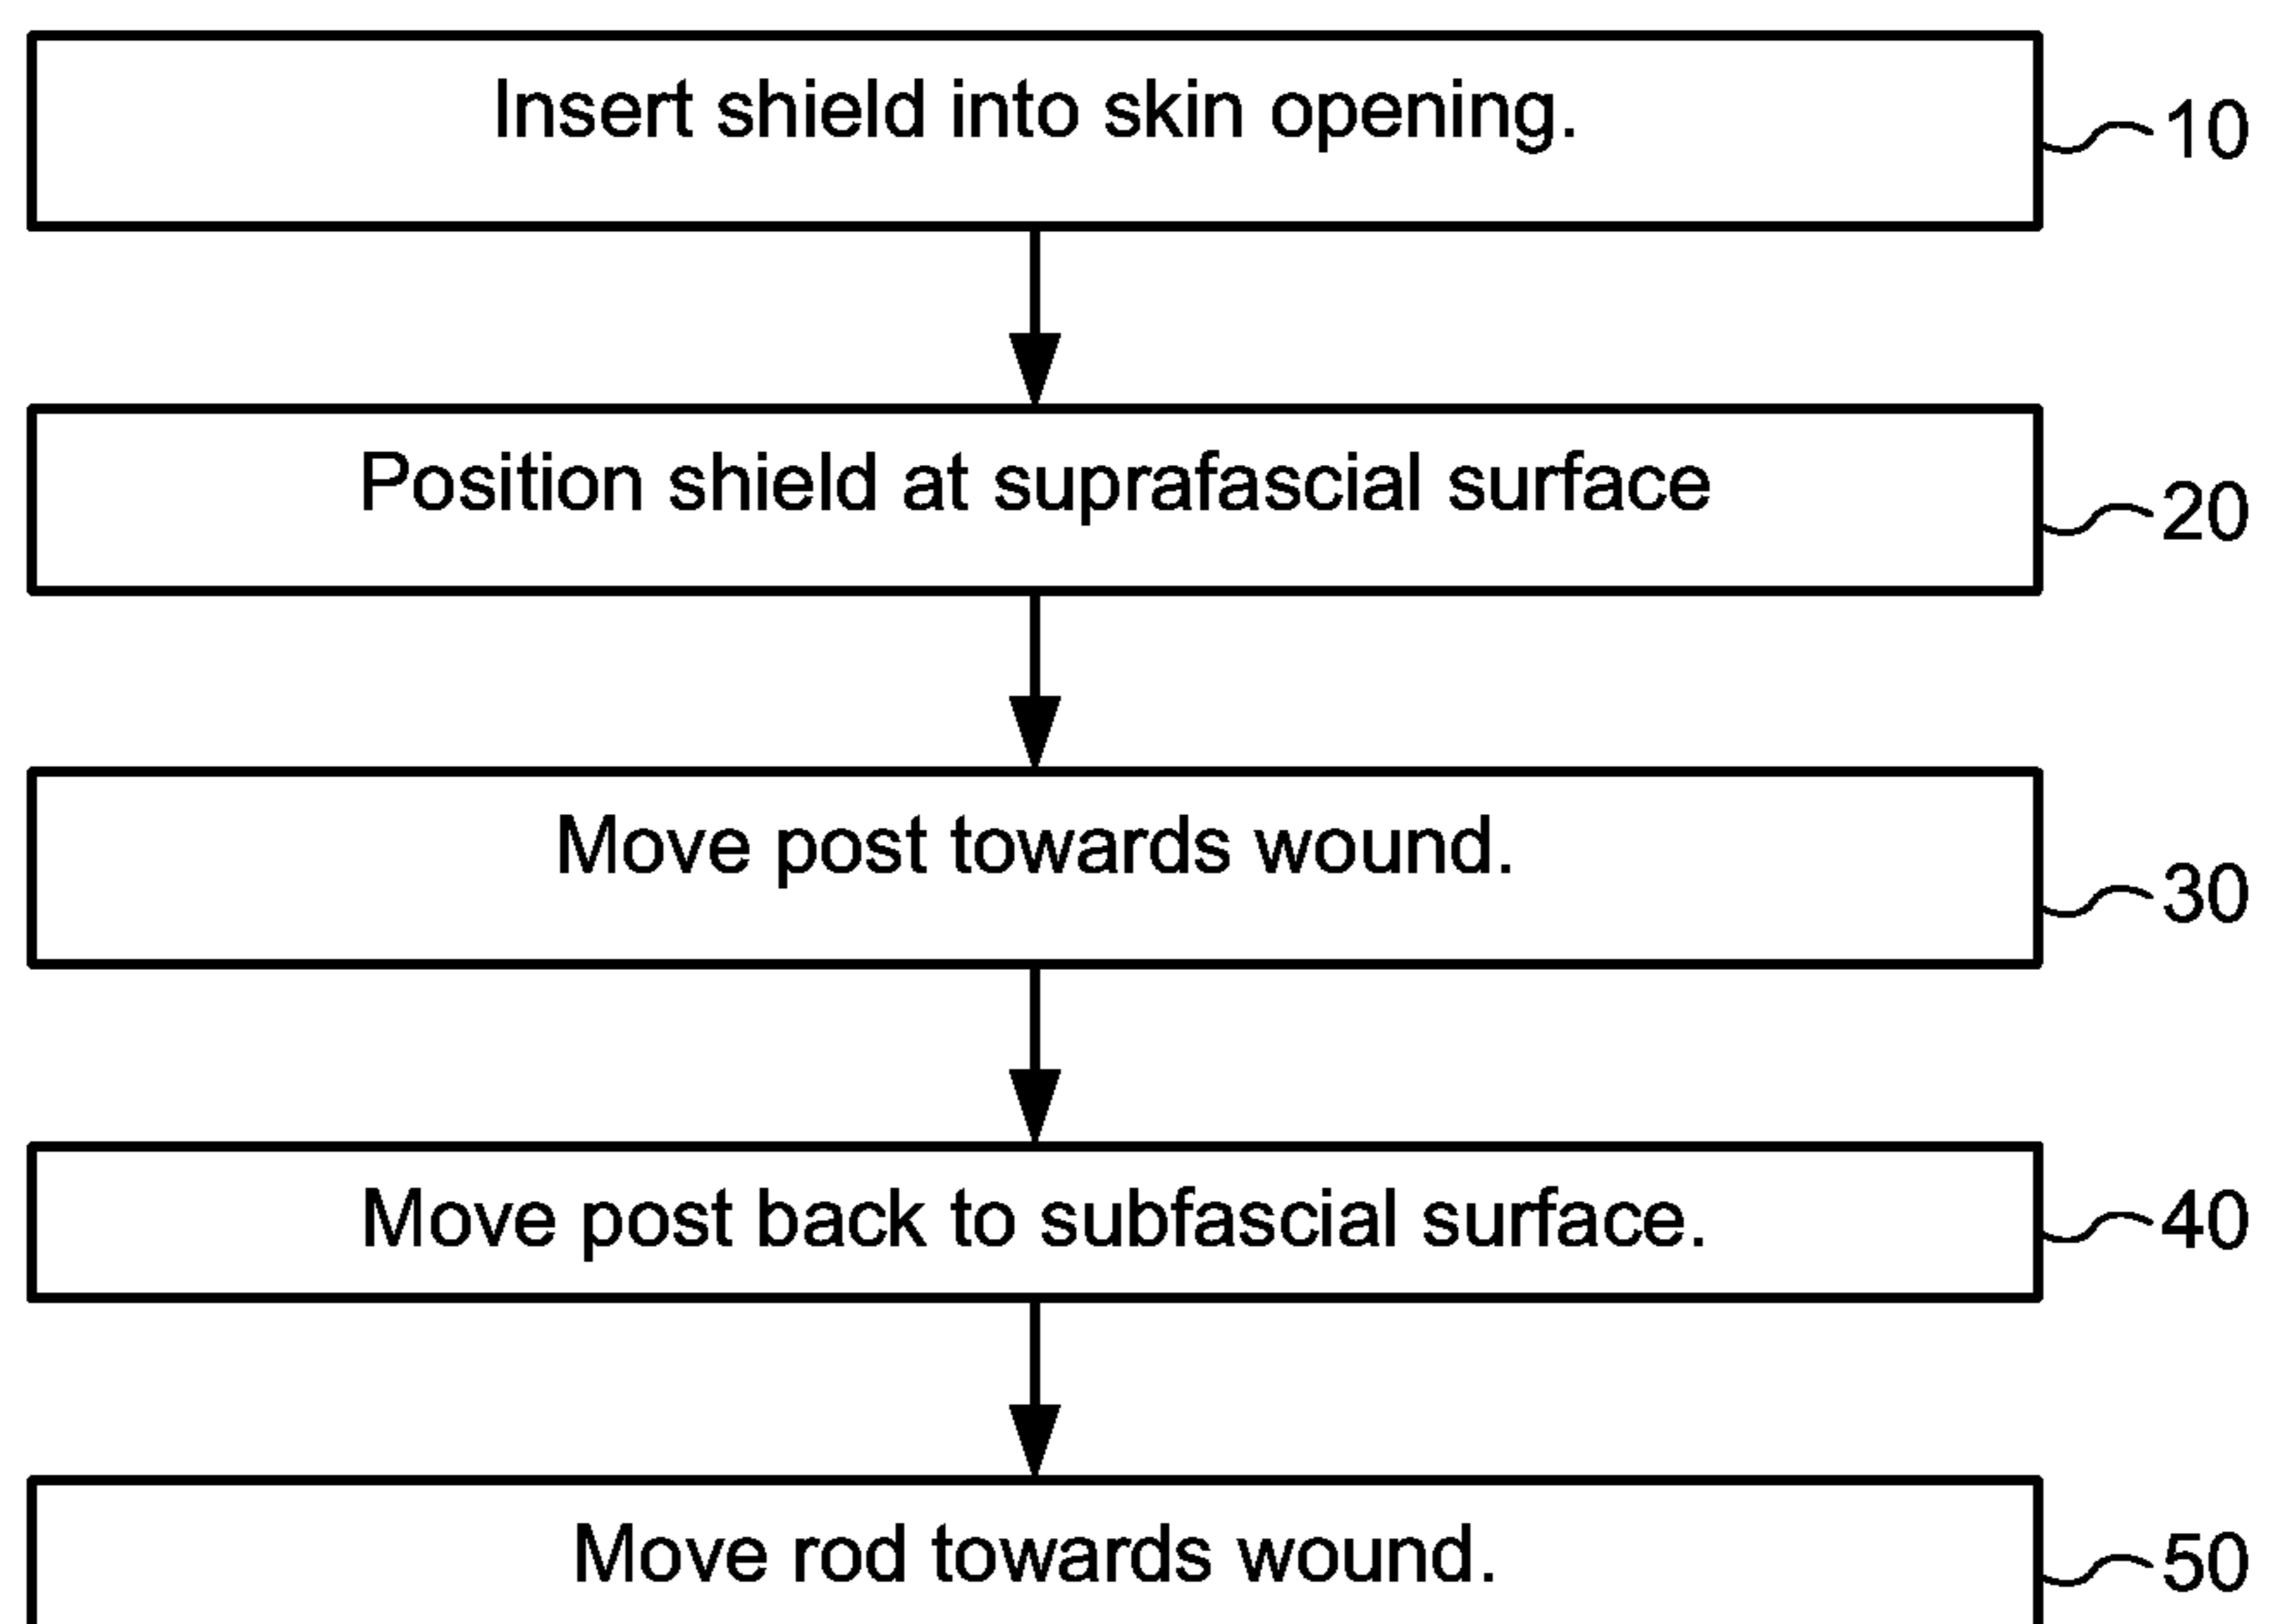 Insert shield into skin opening.
10
Position shield at suprafascial surface
20
Move post towards wound.
30
Move post back to subfascial surface.
40
Move rod towards wound.
50